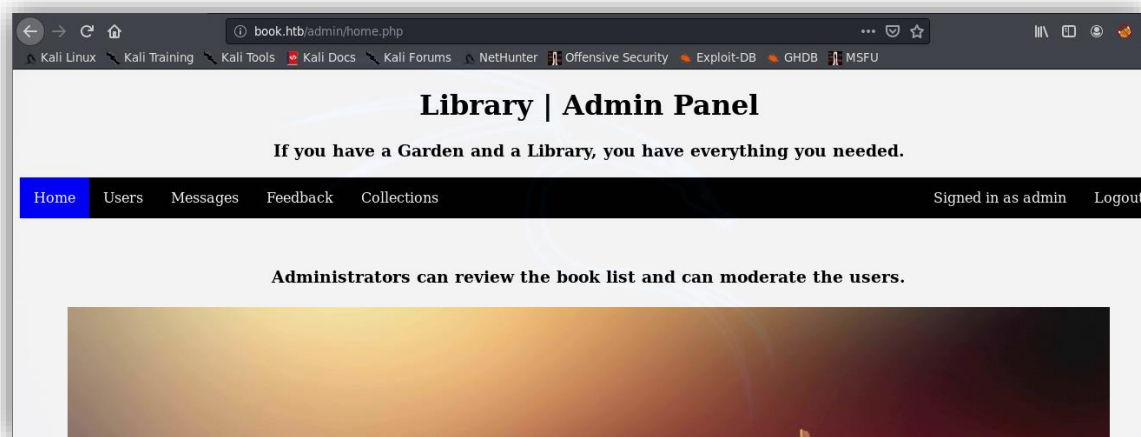 book.htb/admin/home.php
Kali Linux Kali Training Kali Tools Kali Docs Kali Forums NetHunter Offensive Security Exploit-DB GHDB MSFU
Library | Admin Panel
If you have a Garden and a Library, you have everything you needed.
Home Users Messages Feedback Collections Signed in as admin Logout
Administrators can review the book list and can moderate the users.